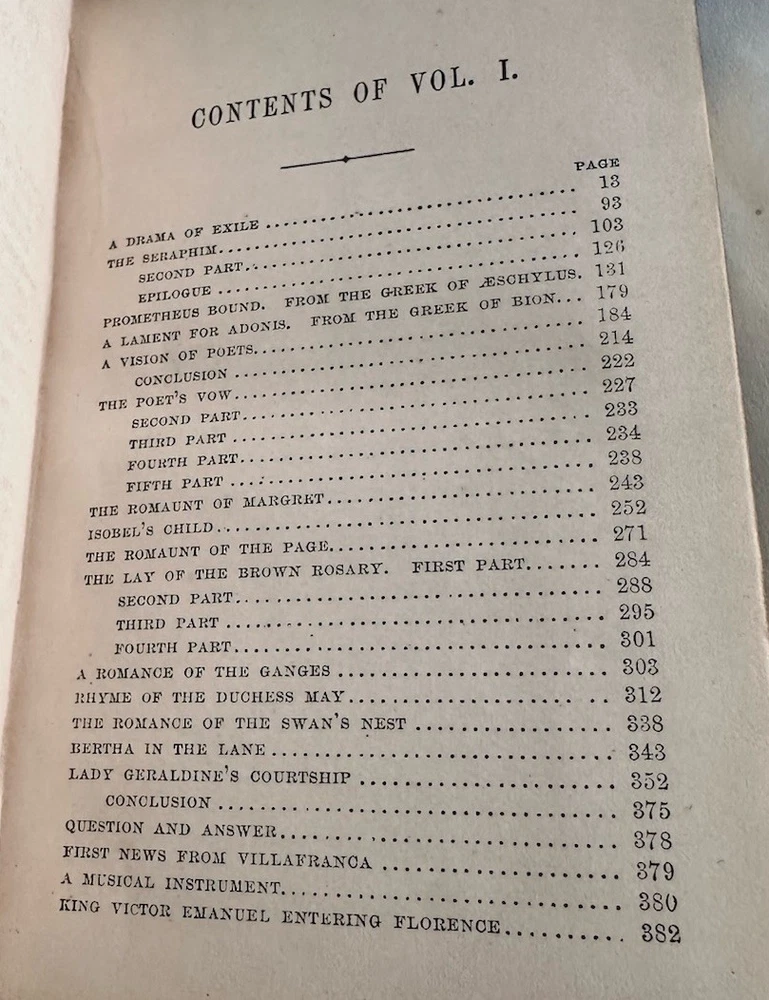 CONTENTS OF VOL. I.
PAGE
A DRAMA OF EXILE .......... 13
THE SERAPHIM .......... 93
SECOND PART .......... 103
EPILOGUE .......... 126
PROMETHEUS BOUND. FROM THE GREEK OF ÆSCHYLUS. 131
A LAMENT FOR ADONIS. FROM THE GREEK OF BION... 179
A VISION OF POETS .......... 184
CONCLUSION .......... 214
THE POET'S VOW .......... 222
SECOND PART .......... 227
THIRD PART .......... 233
FOURTH PART .......... 234
FIFTH PART .......... 238
THE ROMAUNT OF MARGRET .......... 243
ISOBEL'S CHILD .......... 252
THE ROMAUNT OF THE PAGE .......... 271
THE LAY OF THE BROWN ROSARY. FIRST PART....... 284
SECOND PART .......... 288
THIRD PART .......... 295
FOURTH PART .......... 301
A ROMANCE OF THE GANGES .......... 303
RHYME OF THE DUCHESS MAY .......... 312
THE ROMANCE OF THE SWAN'S NEST .......... 338
BERTHA IN THE LANE .......... 343
LADY GERALDINE'S COURTSHIP .......... 352
CONCLUSION .......... 375
QUESTION AND ANSWER .......... 378
FIRST NEWS FROM VILLAFRANCA .......... 379
A MUSICAL INSTRUMENT .......... 380
KING VICTOR EMANUEL ENTERING FLORENCE .......... 382